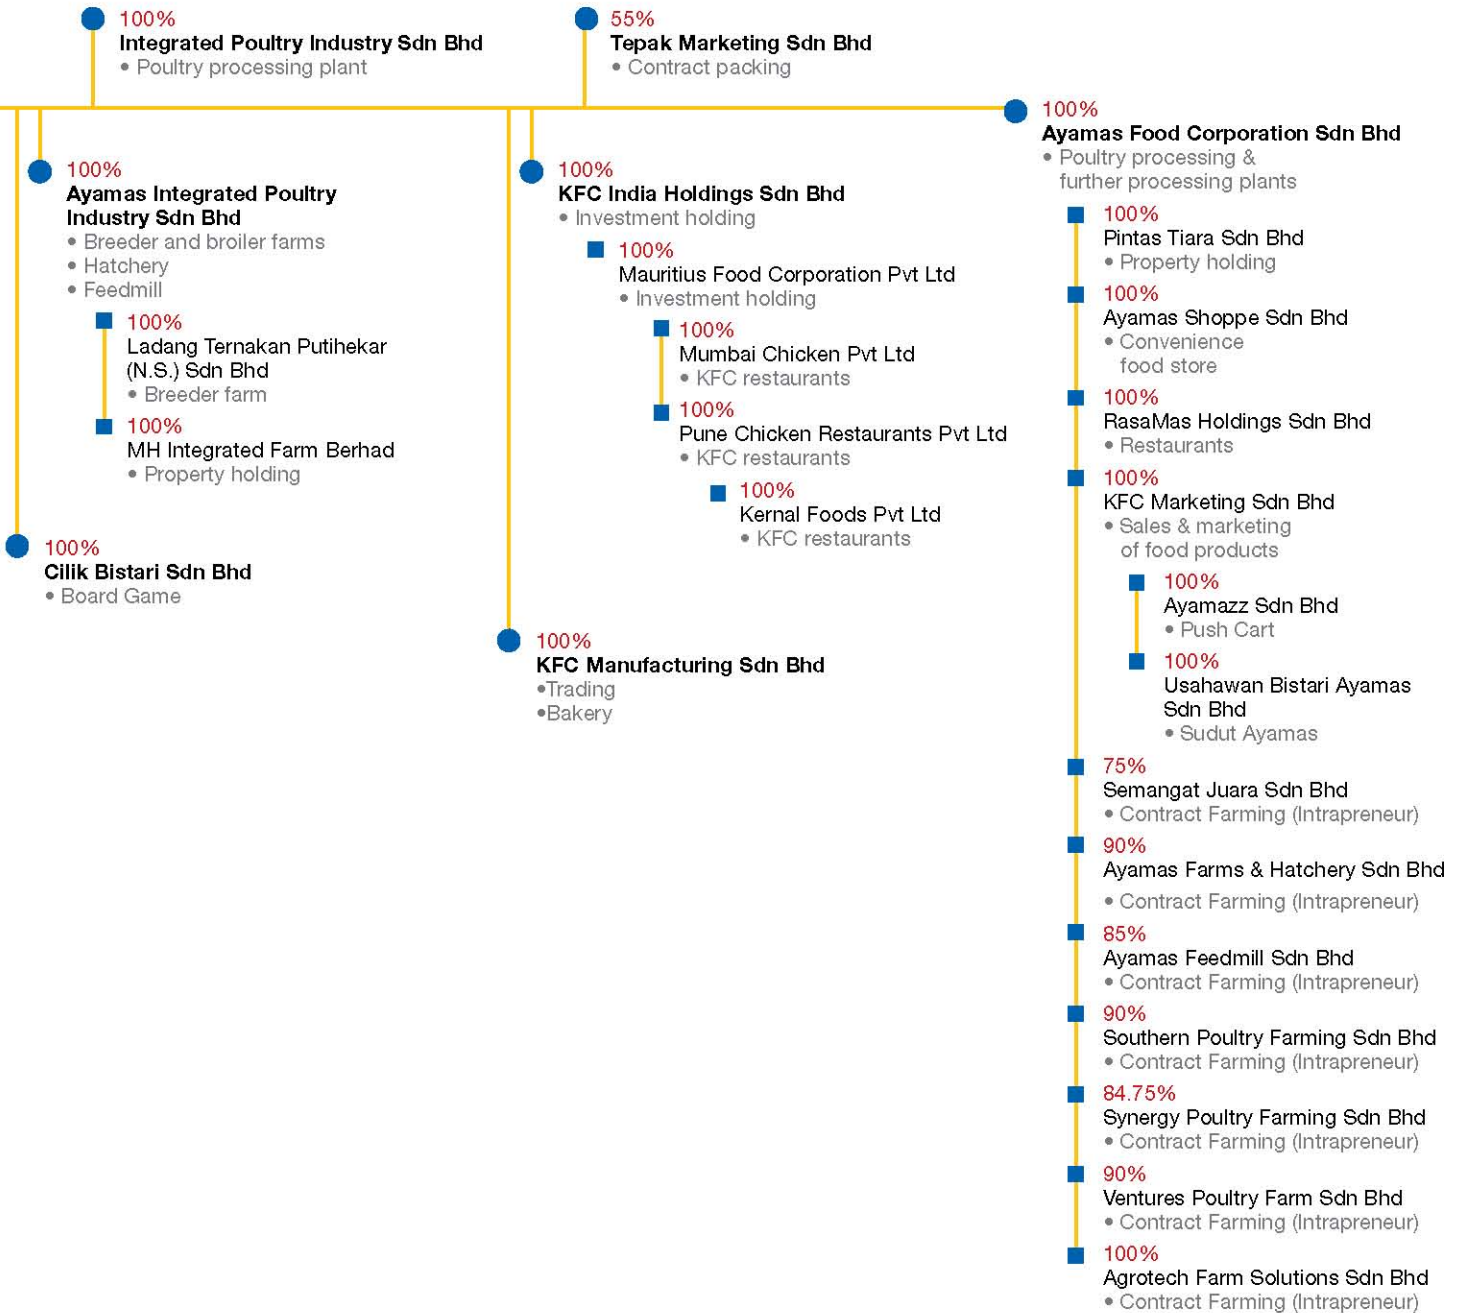 100%
Integrated Poultry Industry Sdn Bhd
• Poultry processing plant
55%
Tepak Marketing Sdn Bhd
• Contract packing
100%
Ayamas Integrated Poultry
Industry Sdn Bhd
• Breeder and broiler farms
• Hatchery
• Feedmill
100%
Ladang Ternakan Putihekar
(N.S.) Sdn Bhd
• Breeder farm
100%
MH Integrated Farm Berhad
• Property holding
100%
Cilik Bistari Sdn Bhd
• Board Game
100%
KFC India Holdings Sdn Bhd
• Investment holding
100%
Mauritius Food Corporation Pvt Ltd
• Investment holding
100%
Mumbai Chicken Pvt Ltd
• KFC restaurants
100%
Pune Chicken Restaurants Pvt Ltd
• KFC restaurants
100%
Kernal Foods Pvt Ltd
• KFC restaurants
100%
KFC Manufacturing Sdn Bhd
•Trading
•Bakery
100%
Ayamas Food Corporation Sdn Bhd
• Poultry processing &
further processing plants
100%
Pintas Tiara Sdn Bhd
• Property holding
100%
Ayamas Shoppe Sdn Bhd
• Convenience
food store
100%
RasaMas Holdings Sdn Bhd
• Restaurants
100%
KFC Marketing Sdn Bhd
• Sales & marketing
of food products
100%
Ayamazz Sdn Bhd
• Push Cart
100%
Usahawan Bistari Ayamas
Sdn Bhd
• Sudut Ayamas
75%
Semangat Juara Sdn Bhd
• Contract Farming (Intrapreneur)
90%
Ayamas Farms & Hatchery Sdn Bhd
• Contract Farming (Intrapreneur)
85%
Ayamas Feedmill Sdn Bhd
• Contract Farming (Intrapreneur)
90%
Southern Poultry Farming Sdn Bhd
• Contract Farming (Intrapreneur)
84.75%
Synergy Poultry Farming Sdn Bhd
• Contract Farming (Intrapreneur)
90%
Ventures Poultry Farm Sdn Bhd
• Contract Farming (Intrapreneur)
100%
Agrotech Farm Solutions Sdn Bhd
• Contract Farming (Intrapreneur)